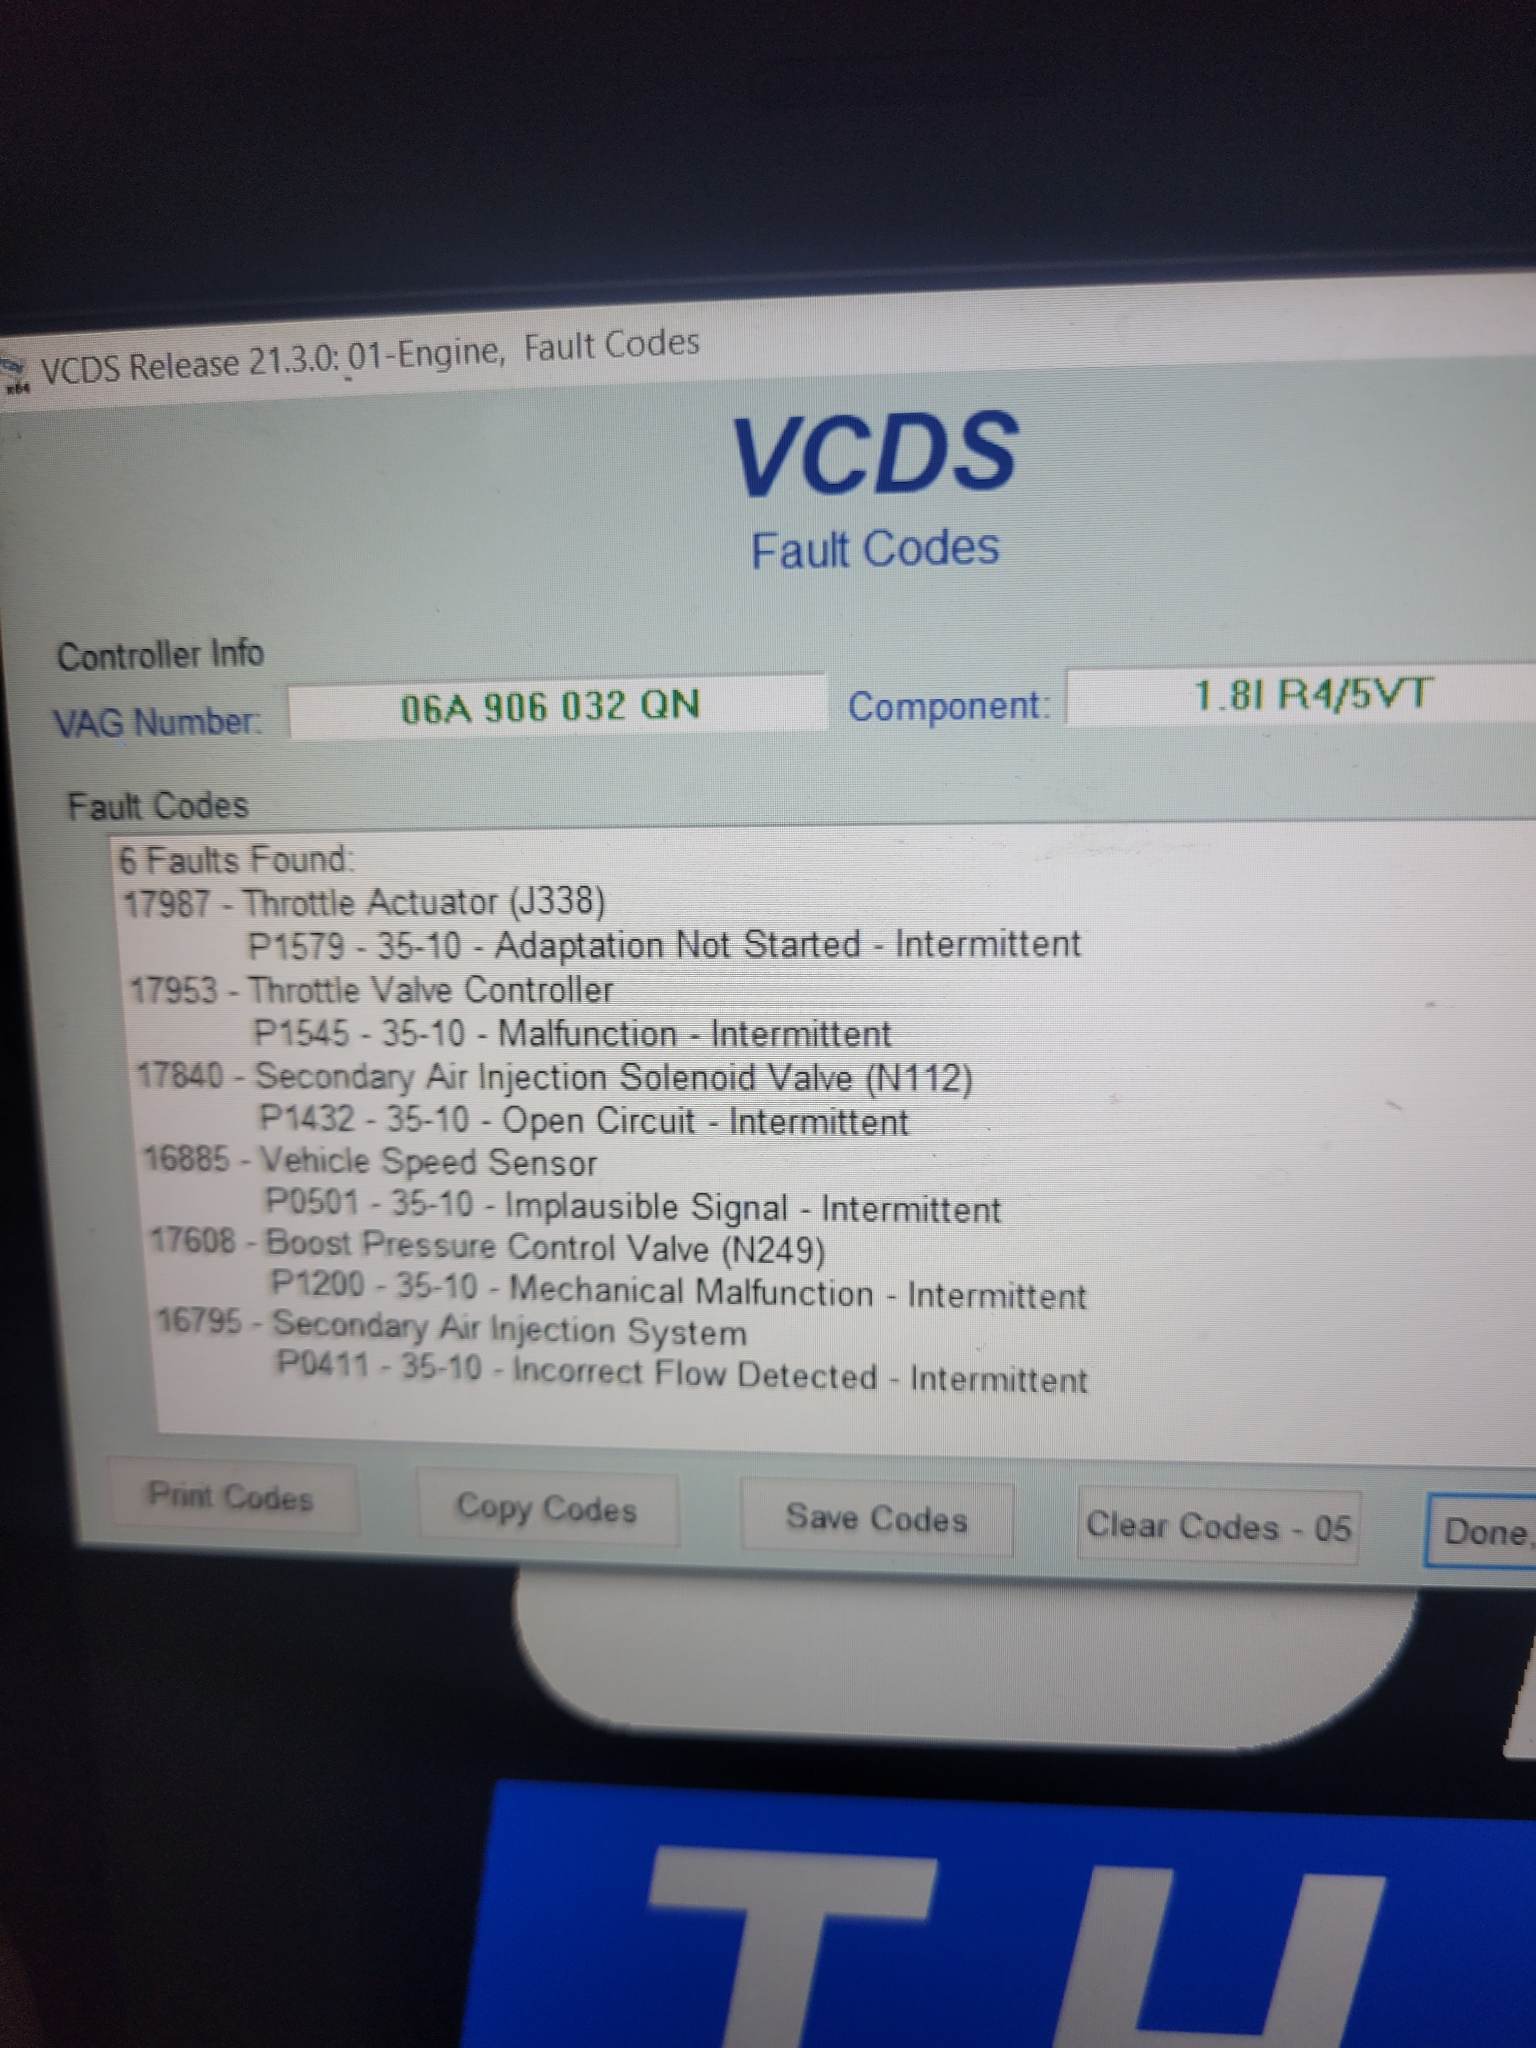 VCDS Release 21.3.0: 01-Engine, Fault Codes
VCDS
Fault Codes
Controller Info
VAG Number: 06A 906 032 QN Component: 1.8l R4/5VT
Fault Codes
6 Faults Found:
17987 - Throttle Actuator (J338)
P1579 - 35-10 - Adaptation Not Started - Intermittent
17953 - Throttle Valve Controller
P1545 - 35-10 - Malfunction - Intermittent
17840 - Secondary Air Injection Solenoid Valve (N112)
P1432 - 35-10 - Open Circuit - Intermittent
16885 - Vehicle Speed Sensor
P0501 - 35-10 - Implausible Signal - Intermittent
17608 - Boost Pressure Control Valve (N249)
P1200 - 35-10 - Mechanical Malfunction - Intermittent
16795 - Secondary Air Injection System
P0411 - 35-10 - Incorrect Flow Detected - Intermittent
Print Codes Copy Codes Save Codes Clear Codes - 05 Done,
T H